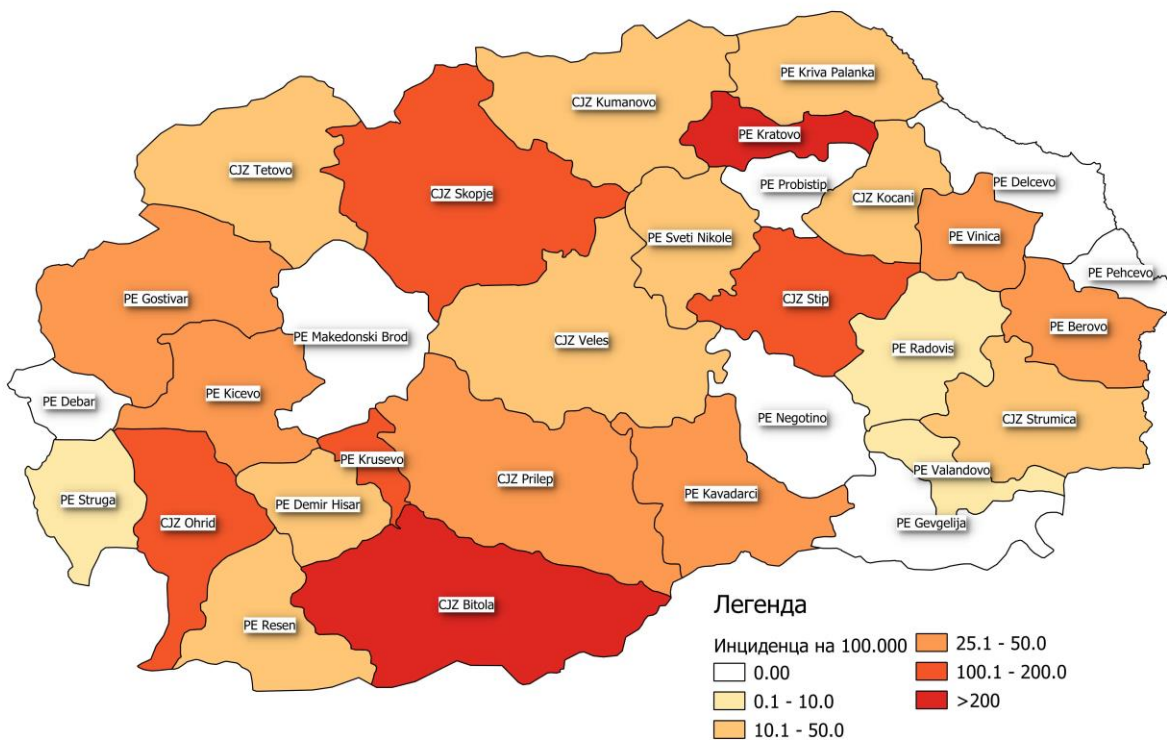 PE Kriva Palanka
CJZ Kumanovo
PE Kratovo
CJZ Tetovo
PE Probistip
PE Delcevo
CJZ Skopje
CJZ Kocani
PE Vinica
PE Sveti Nikole
PE Pehcevo
PE Gostivar
CJZ Stip
PE Berovo
PE Makedonski Brod
CJZ Veles
PE Radovis
PE Kicevo
PE Debar
PE Negotino
CJZ Strumica
PE Krusevo
PE Valandovo
CJZ Prilep
PE Kavadarci
PE Struga
PE Demir Hisar
CJZ Ohrid
PE Gevgelija
CJZ Bitola
PE Resen
Легенда
Инциденца на 100.000
0.00
0.1 - 10.0
10.1 - 50.0
25.1 - 50.0
100.1 - 200.0
>200